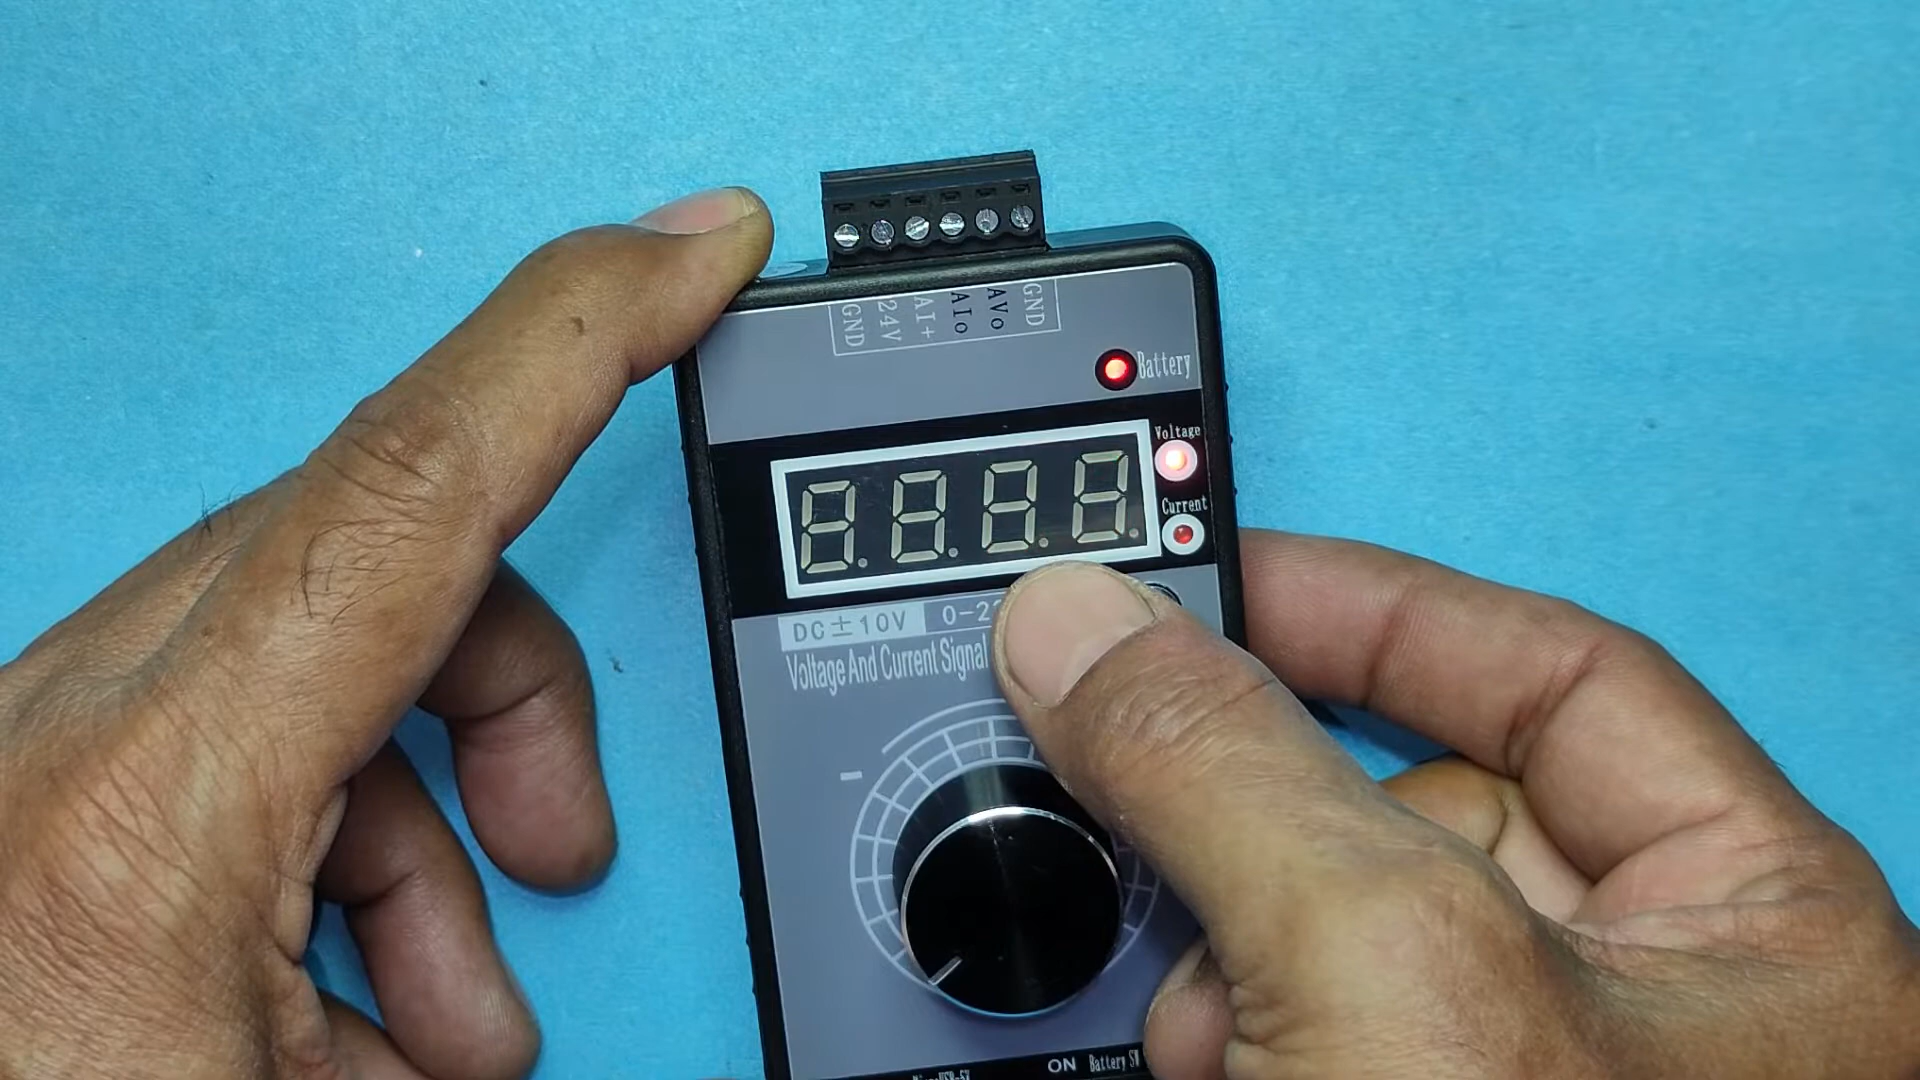 GND 24V AI+ AIo AVo GND
Battery
Voltage
Current
DC±10V 0-2
Voltage And Current Signal
−
ON Battery SW